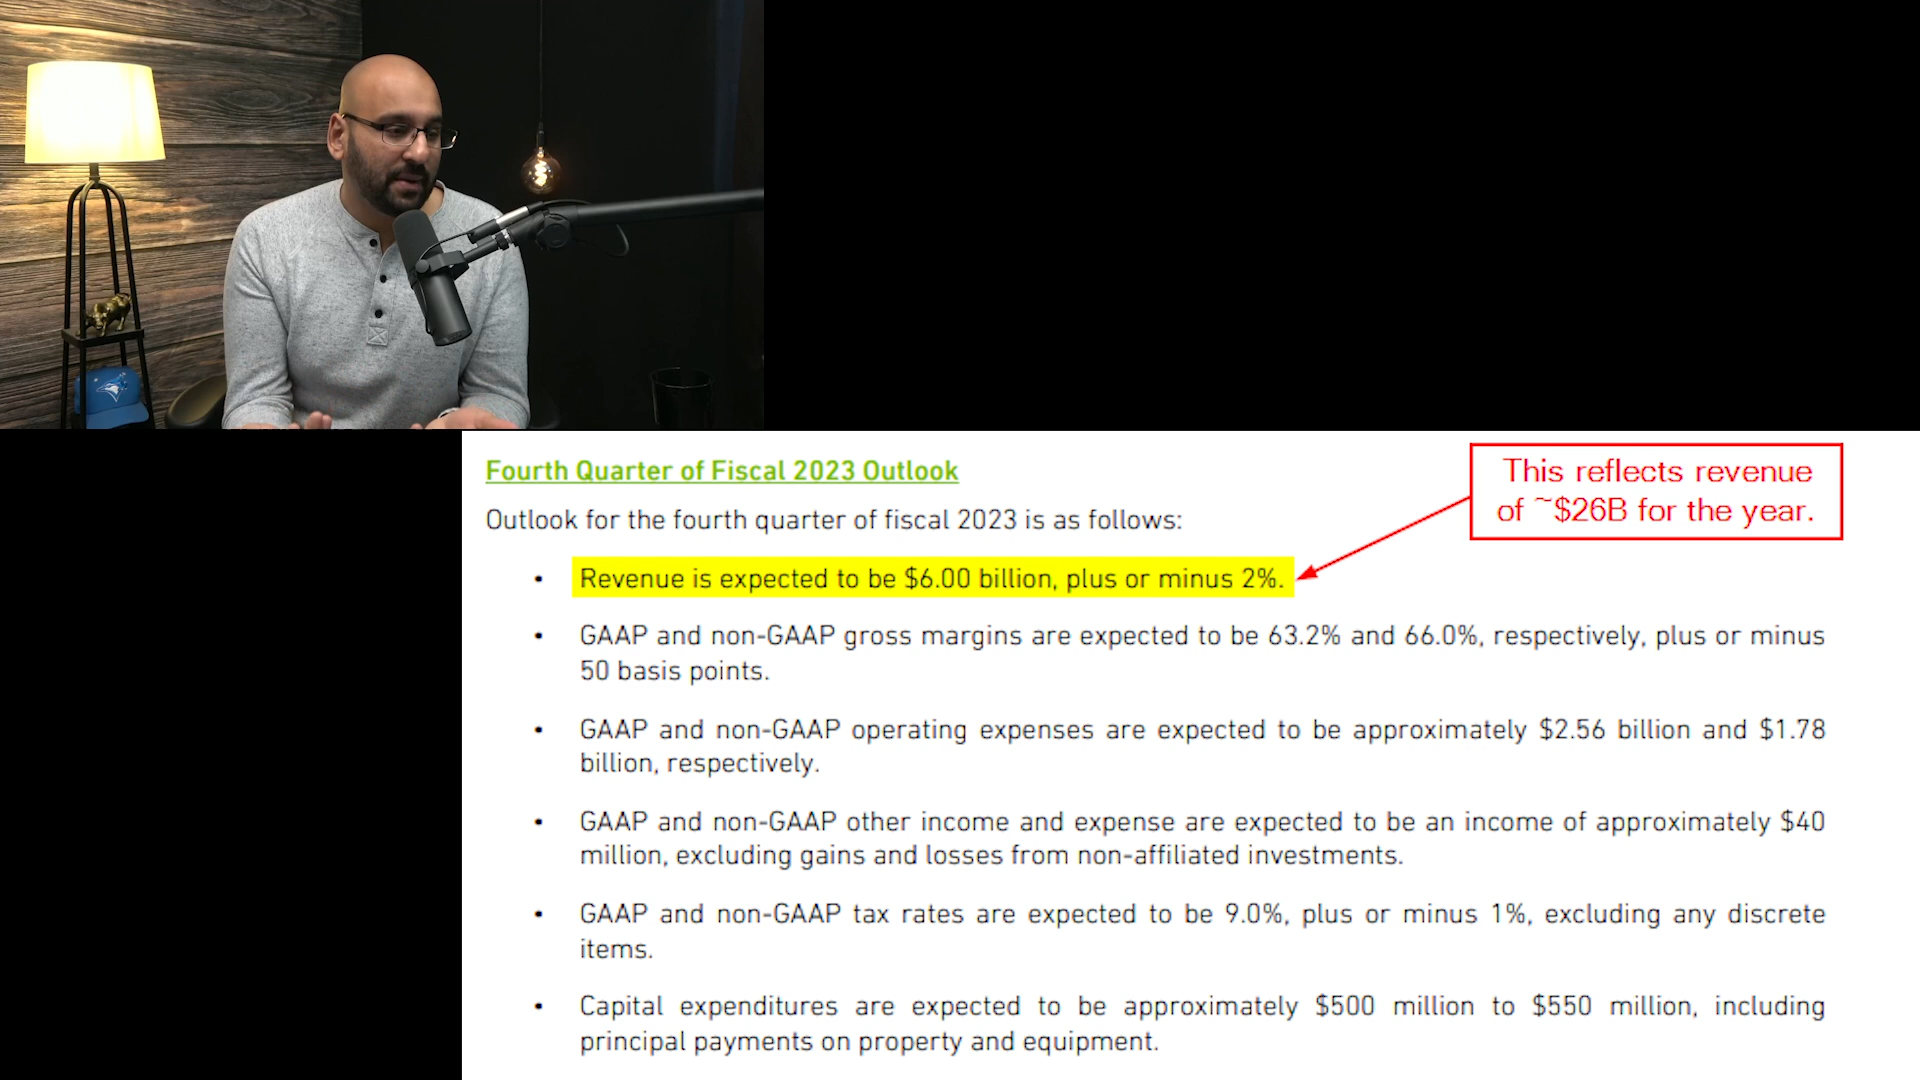 Fourth Quarter of Fiscal 2023 Outlook
This reflects revenue
of ~$26B for the year.
Outlook for the fourth quarter of fiscal 2023 is as follows:
• Revenue is expected to be $6.00 billion, plus or minus 2%.
• GAAP and non-GAAP gross margins are expected to be 63.2% and 66.0%, respectively, plus or minus
50 basis points.
• GAAP and non-GAAP operating expenses are expected to be approximately $2.56 billion and $1.78
billion, respectively.
• GAAP and non-GAAP other income and expense are expected to be an income of approximately $40
million, excluding gains and losses from non-affiliated investments.
• GAAP and non-GAAP tax rates are expected to be 9.0%, plus or minus 1%, excluding any discrete
items.
• Capital expenditures are expected to be approximately $500 million to $550 million, including
principal payments on property and equipment.